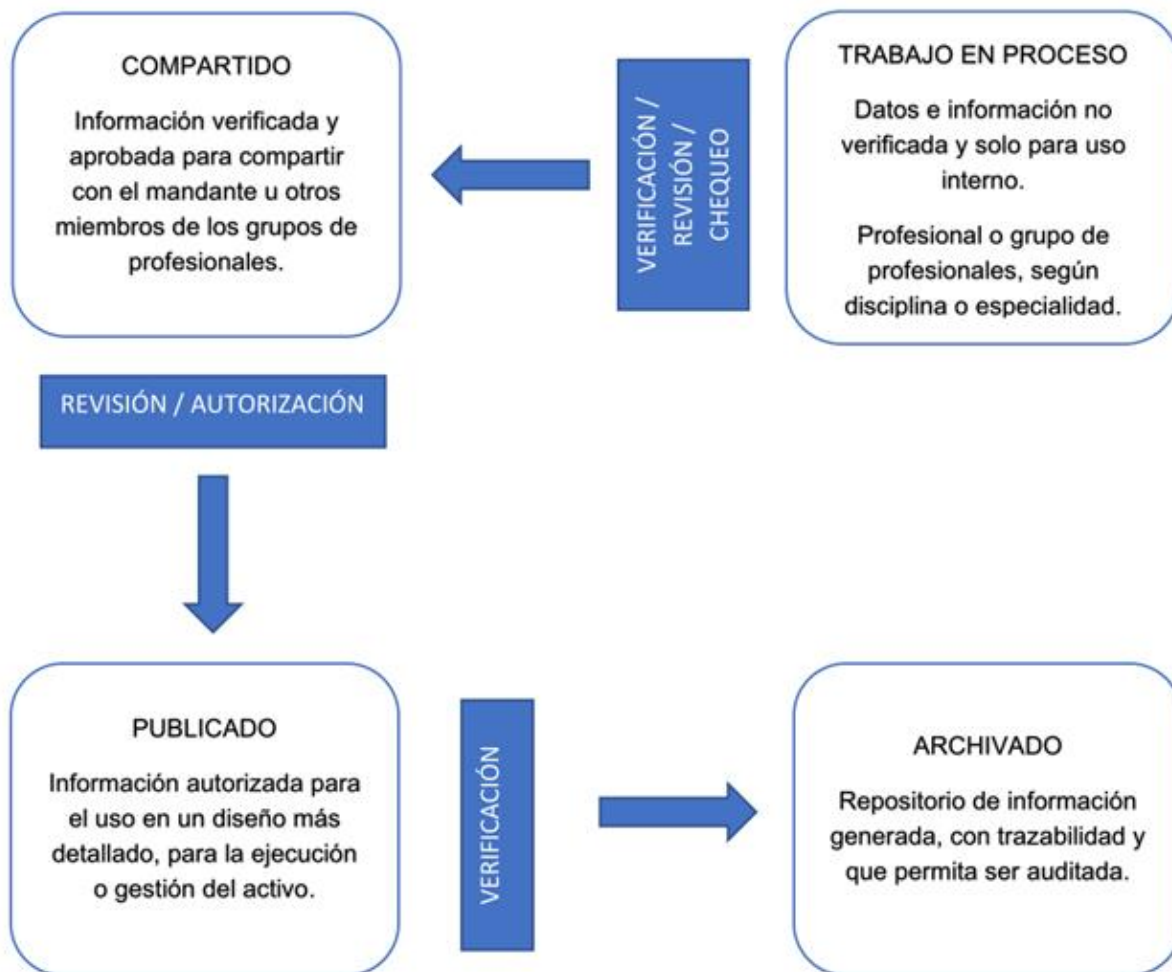 COMPARTIDO
Información verificada y
aprobada para compartir
con el mandante u otros
miembros de los grupos de
profesionales.
VERIFICACIÓN /
REVISIÓN /
CHEQUEO
TRABAJO EN PROCESO
Datos e información no
verificada y solo para uso
interno.
Profesional o grupo de
profesionales, según
disciplina o especialidad.
REVISIÓN / AUTORIZACIÓN
PUBLICADO
Información autorizada para
el uso en un diseño más
detallado, para la ejecución
o gestión del activo.
VERIFICACIÓN
ARCHIVADO
Repositorio de información
generada, con trazabilidad y
que permita ser auditada.